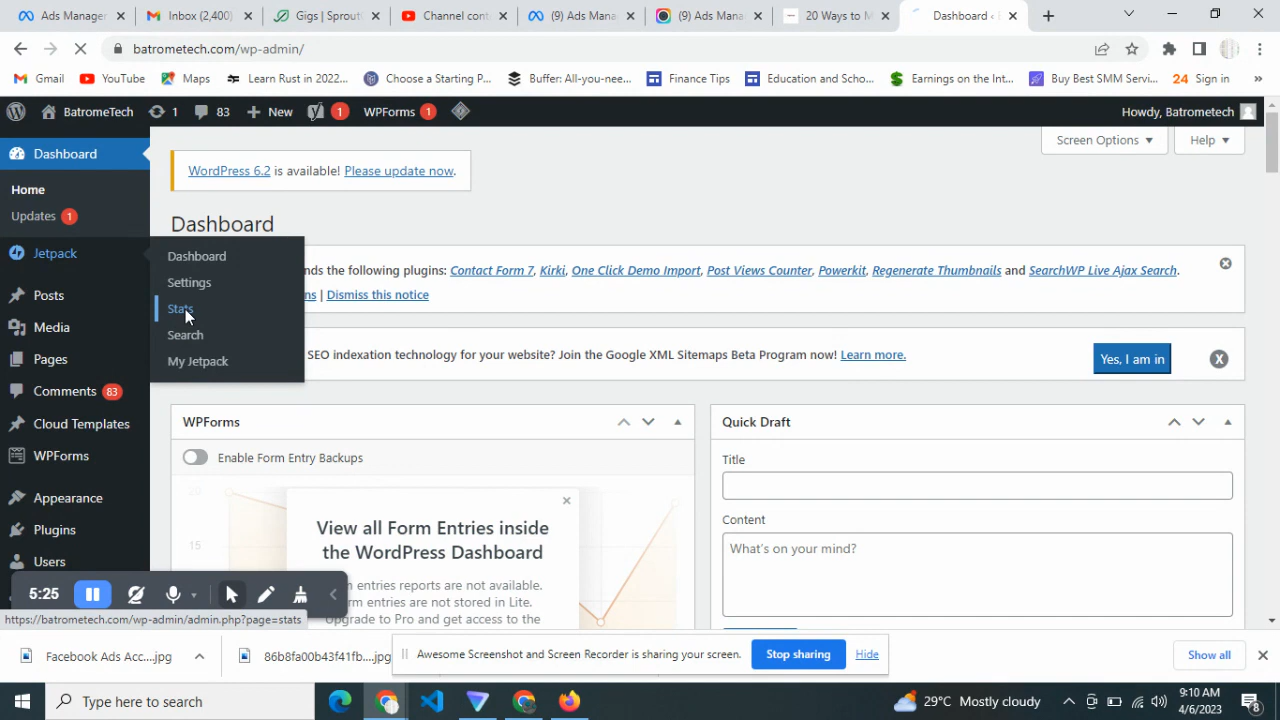 Ads Manager
Inbox (2,400)
Gigs | Sprout
Channel cont
(9) Ads Mana
(9) Ads Mana
20 Ways to M
Dashboard ‹
batrometech.com/wp-admin/
Gmail
YouTube
Maps
Learn Rust in 2022...
Choose a Starting P...
Buffer: All-you-nee...
Finance Tips
Education and Scho...
Earnings on the Int...
Buy Best SMM Servi...
24 Sign in
»
BatromeTech
1
83
New
1
WPForms 1
Howdy, Batrometech
Dashboard
Home
Updates 1
Jetpack
Posts
Media
Pages
Comments 83
Cloud Templates
WPForms
Appearance
Plugins
Users
Dashboard
Settings
Stats
Search
My Jetpack
Screen Options
Help
WordPress 6.2 is available! Please update now.
Dashboard
nds the following plugins: Contact Form 7, Kirki, One Click Demo Import, Post Views Counter, Powerkit, Regenerate Thumbnails and SearchWP Live Ajax Search.
ns | Dismiss this notice
SEO indexation technology for your website? Join the Google XML Sitemaps Beta Program now! Learn more.
Yes, I am in
WPForms
Enable Form Entry Backups
20
15
View all Form Entries inside
the WordPress Dashboard
m entries reports are not available.
orm entries are not stored in Lite.
Upgrade to Pro and get access to the
Quick Draft
Title
Content
What's on your mind?
5:25
https://batrometech.com/wp-admin/admin.php?page=stats
Facebook Ads Acc....jpg
86b8fa00b43f41fb....jpg
Awesome Screenshot and Screen Recorder is sharing your screen.
Stop sharing
Hide
Show all
Type here to search
29°C Mostly cloudy
9:10 AM
4/6/2023
8